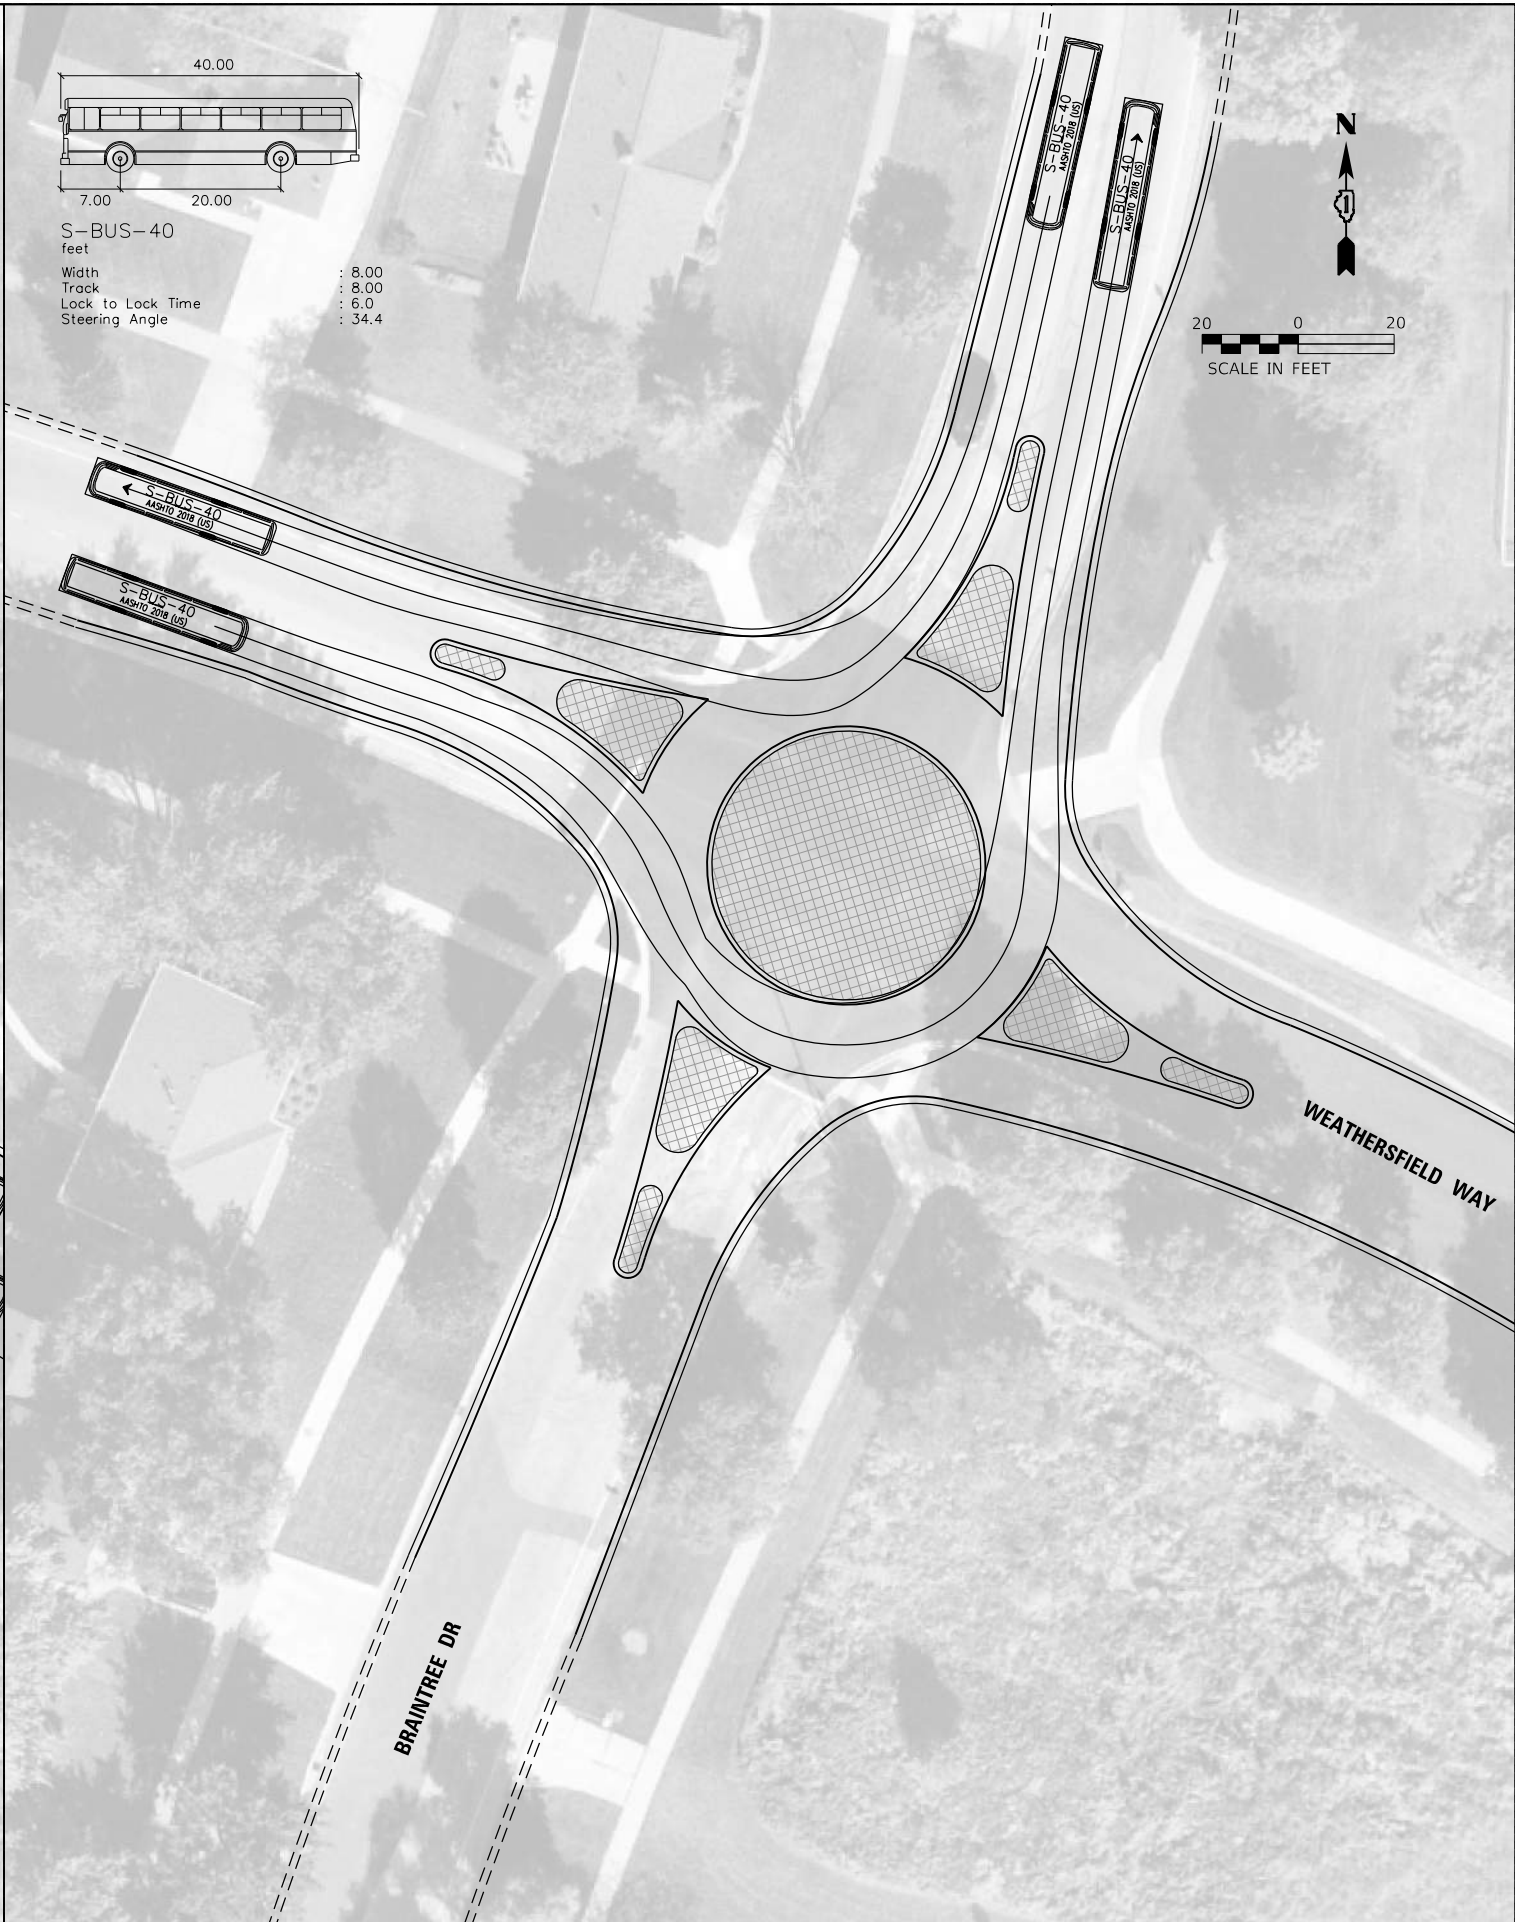 40.00
7.00 20.00
S-BUS-40
feet
Width : 8.00
Track : 8.00
Lock to Lock Time : 6.0
Steering Angle : 34.4
S-BUS-40
AASHTO 2018 (US)
S-BUS-40
AASHTO 2018 (US)
N
1
20 0 20
SCALE IN FEET
S-BUS-40
AASHTO 2018 (US)
S-BUS-40
AASHTO 2018 (US)
WEATHERSFIELD WAY
BRAINTREE DR